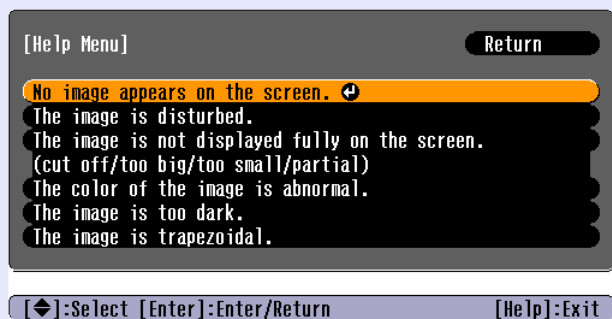 [Help Menu] Return
No image appears on the screen.
The image is disturbed.
The image is not displayed fully on the screen.
(cut off/too big/too small/partial)
The color of the image is abnormal.
The image is too dark.
The image is trapezoidal.
[◆]:Select [Enter]:Enter/Return [Help]:Exit